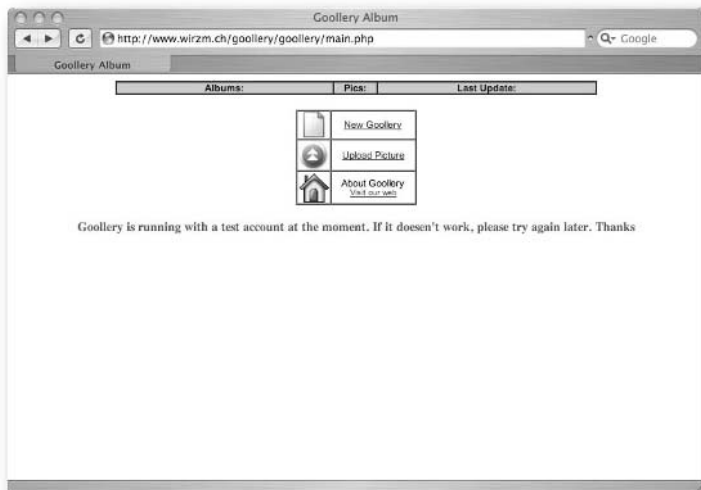 Goollery Album
http://www.wirzm.ch/goollery/goollery/main.php
Google
Goollery Album
Albums: Pics: Last Update:
New Goollery
Upload Picture
About Goollery
Visit our web
Goollery is running with a test account at the moment. If it doesen't work, please try again later. Thanks